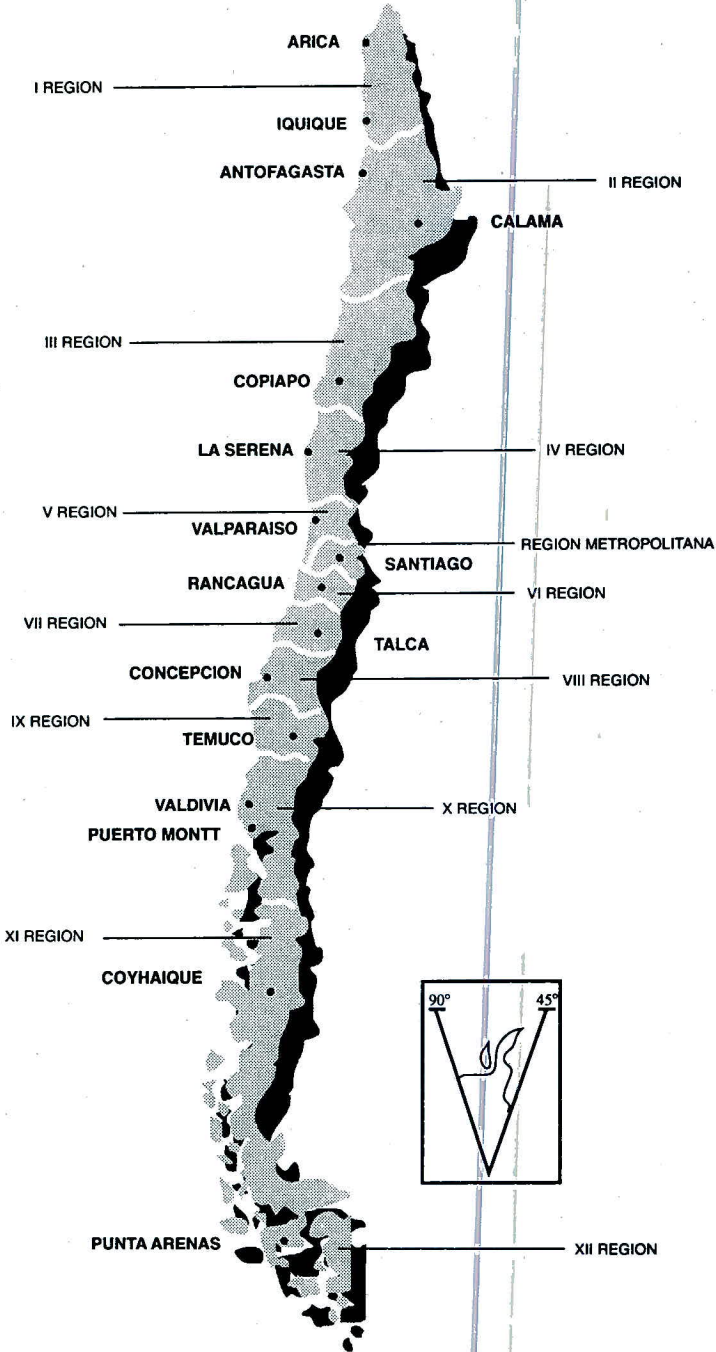 ARICA
I REGION
IQUIQUE
ANTOFAGASTA
II REGION
CALAMA
III REGION
COPIAPO
LA SERENA
IV REGION
V REGION
VALPARAISO
REGION METROPOLITANA
SANTIAGO
RANCAGUA
VI REGION
VII REGION
TALCA
CONCEPCION
VIII REGION
IX REGION
TEMUCO
VALDIVIA
X REGION
PUERTO MONTT
XI REGION
COYHAIQUE
90° 45°
PUNTA ARENAS
XII REGION